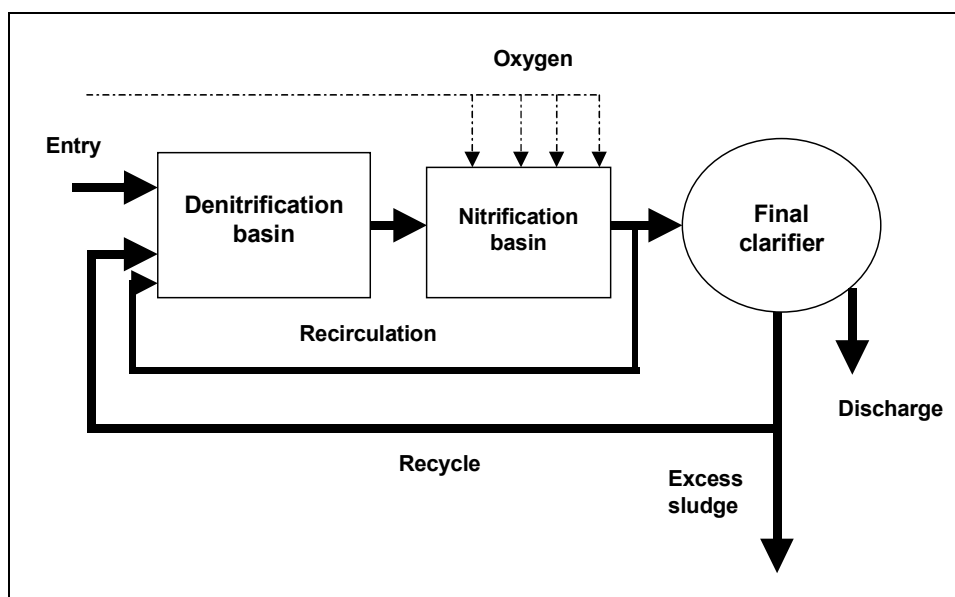 Oxygen
Entry
Denitrification
basin
Nitrification
basin
Final
clarifier
Recirculation
Discharge
Recycle
Excess
sludge